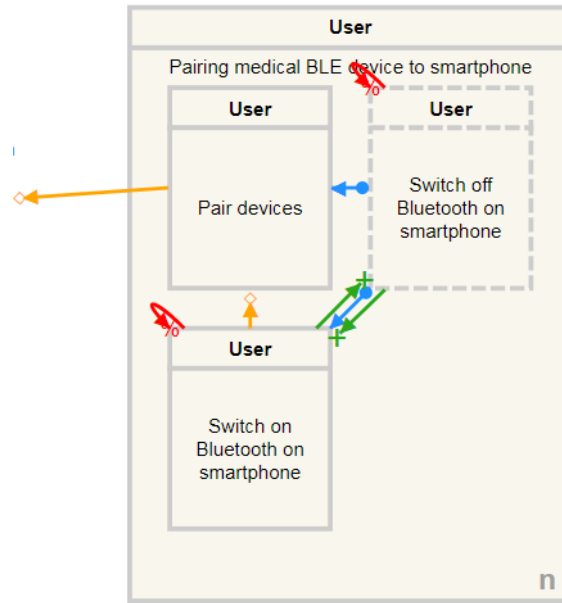 User
Pairing medical BLE device to smartphone
User
Pair devices
User
Switch off
Bluetooth on
smartphone
%
%
+
+
User
Switch on
Bluetooth on
smartphone
n